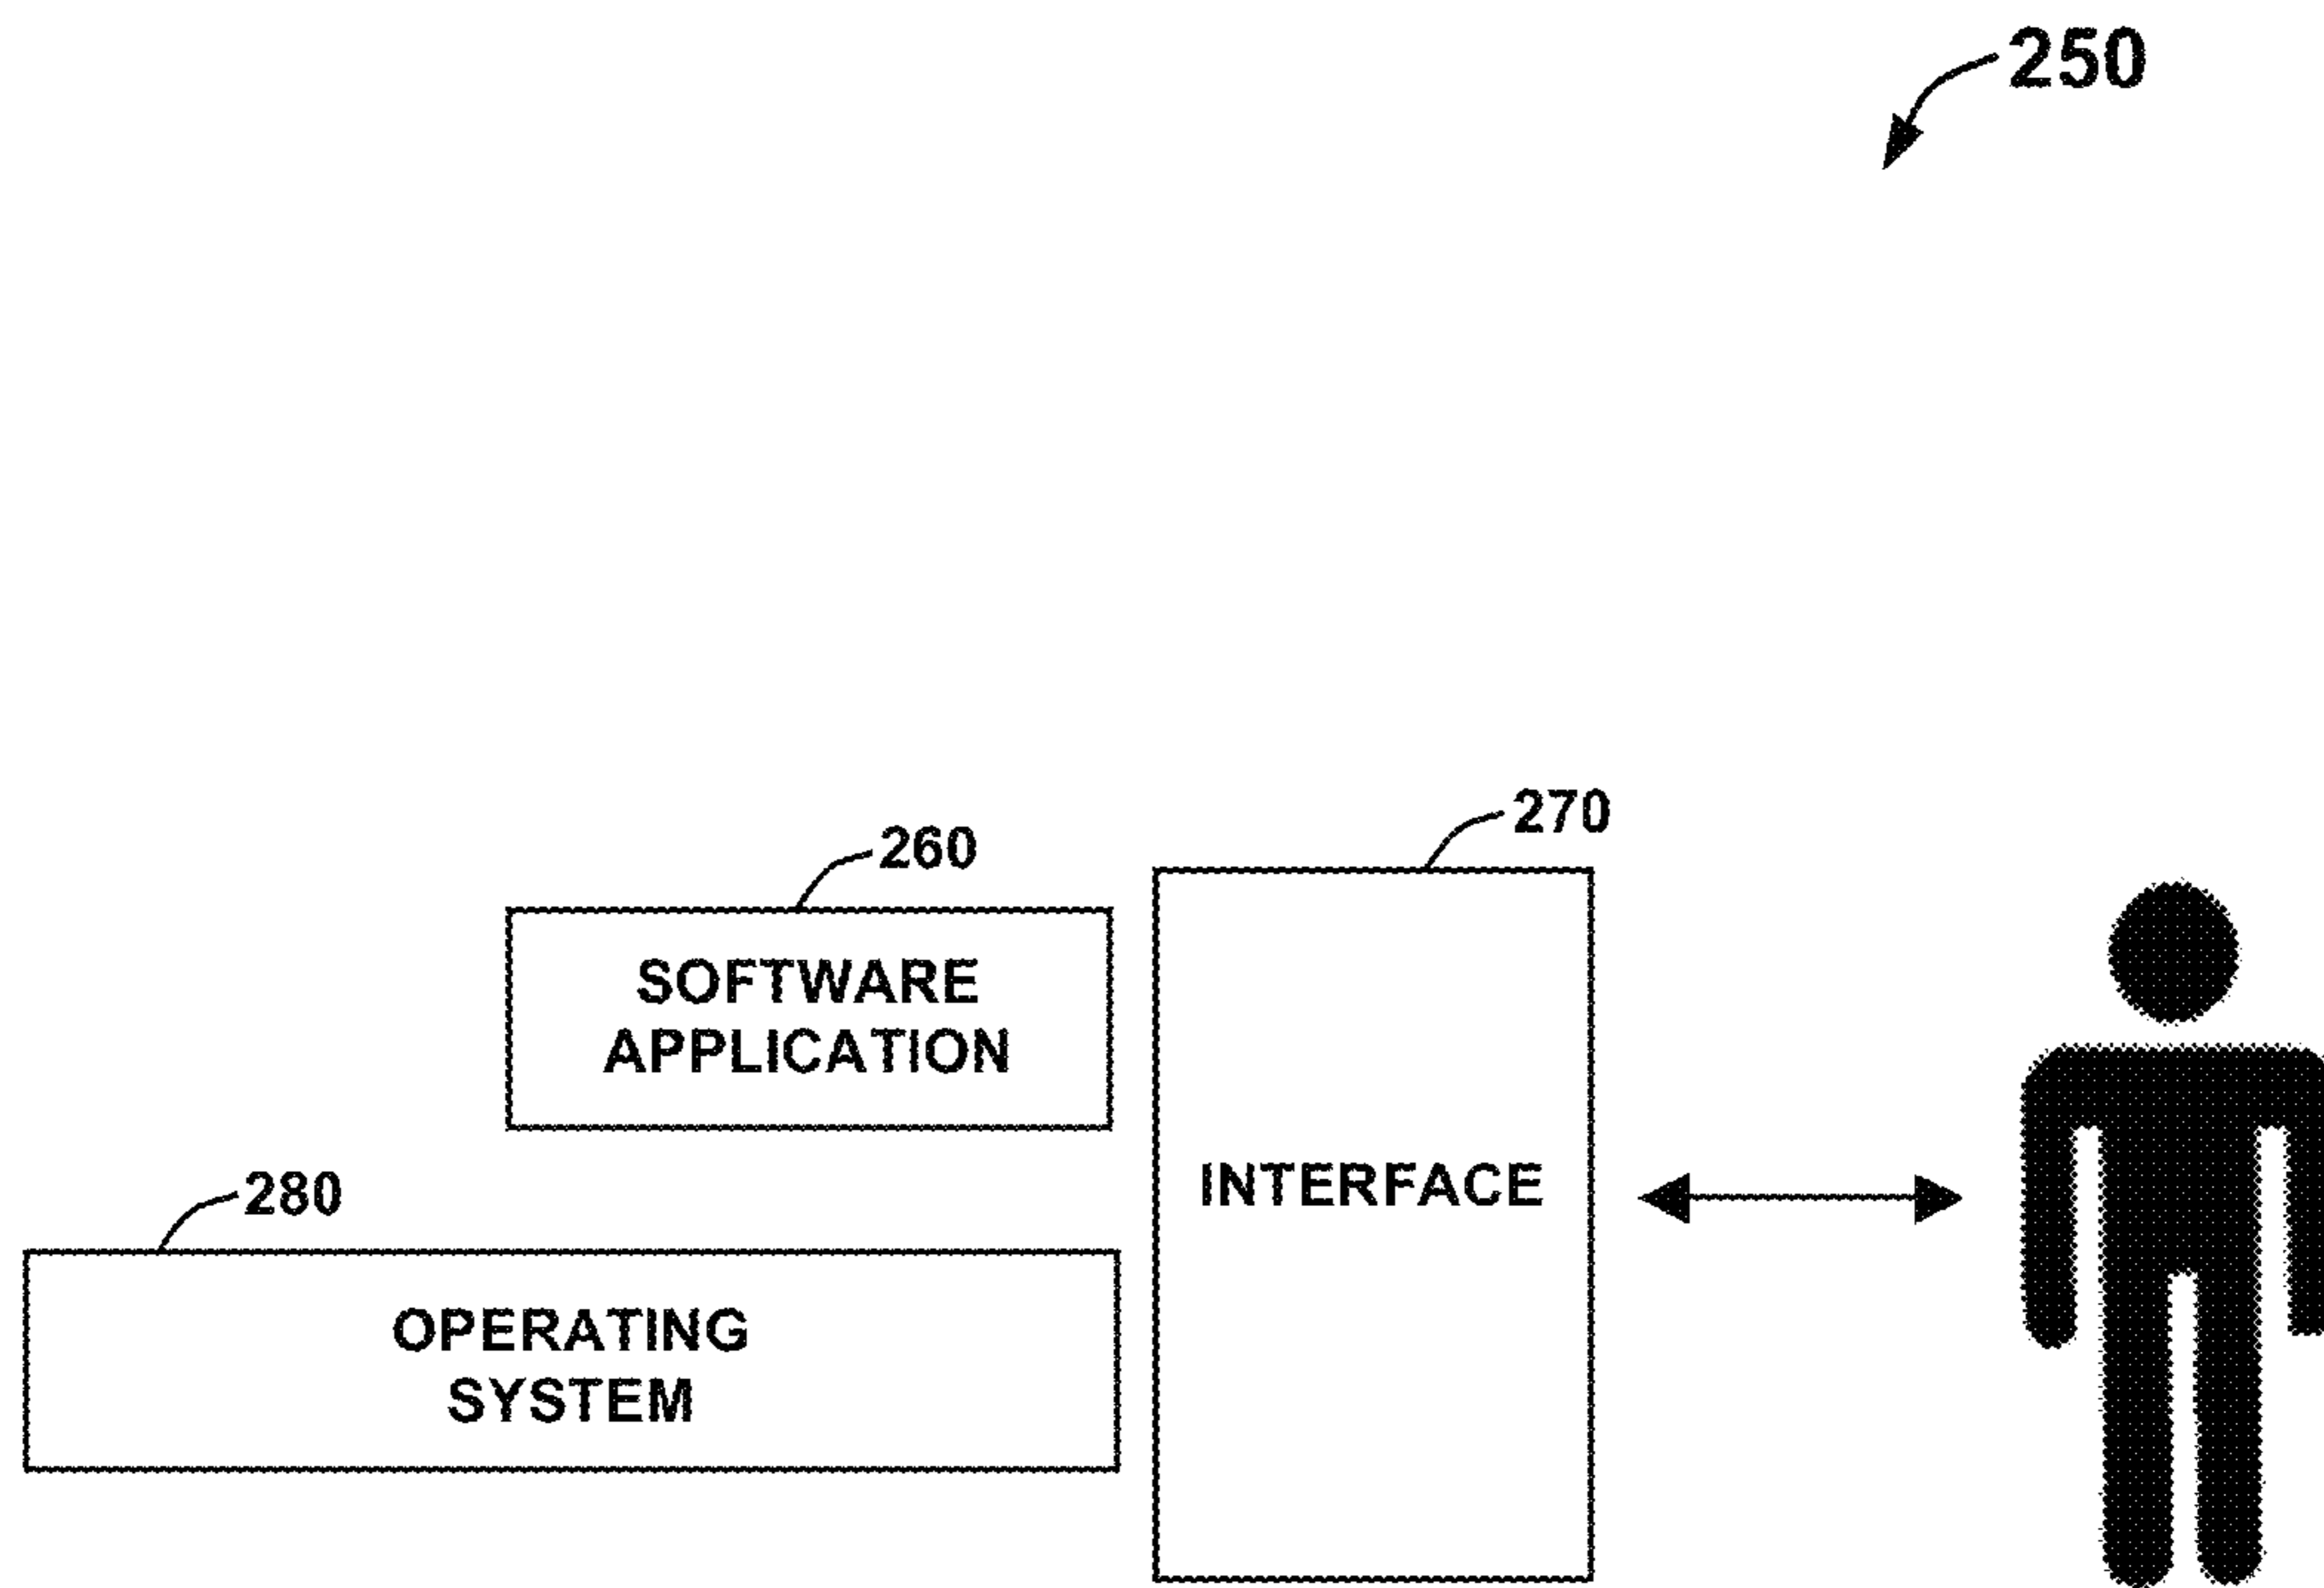 250
270
260
SOFTWARE
APPLICATION
INTERFACE
280
OPERATING
SYSTEM